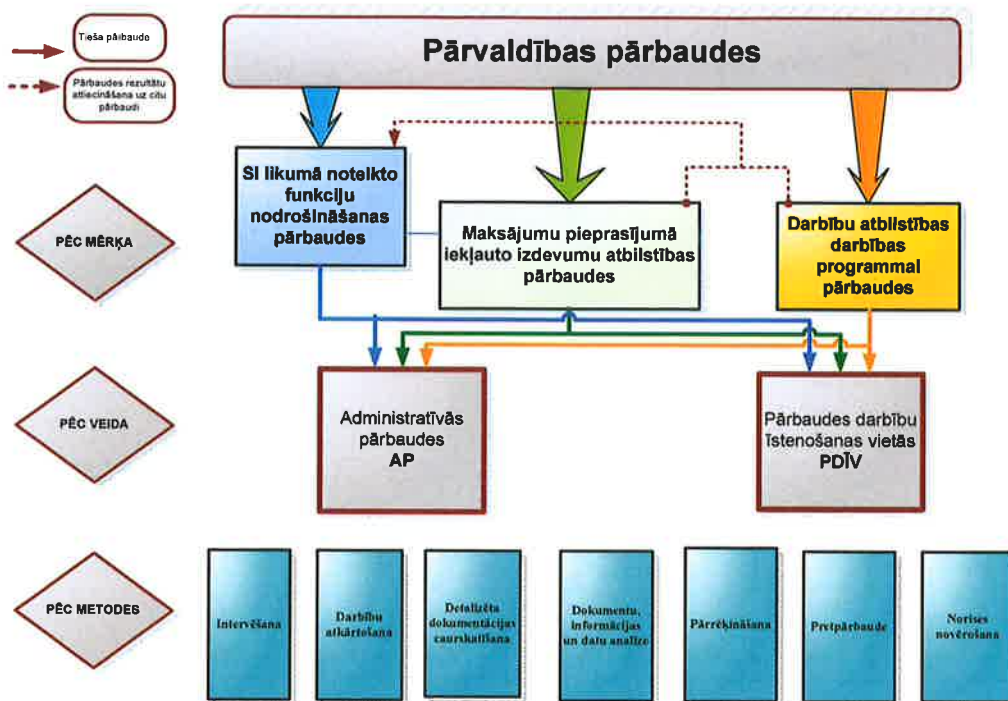 Tieša pārbaude
Pārbaudes rezultātu
attiecināšana uz citu
pārbaudi
Pārvaldības pārbaudes
PĒC MĒRĶA
SI likumā noteikto
funkciju
nodrošināšanas
pārbaudes
Maksājumu pieprasījumā
iekļauto izdevumu atbilstības
pārbaudes
Darbību atbilstības
darbības
programmai
pārbaudes
PĒC VEIDA
Administratīvās
pārbaudes
AP
Pārbaudes darbību
īstenošanas vietās
PDĪV
PĒC METODES
Intervēšana
Darbību
atkārtošana
Detalizēta
dokumentācijas
caurskatīšana
Dokumentu,
informācijas
un datu analīze
Pārrēķināšana
Pretpārbaude
Norises
novērošana